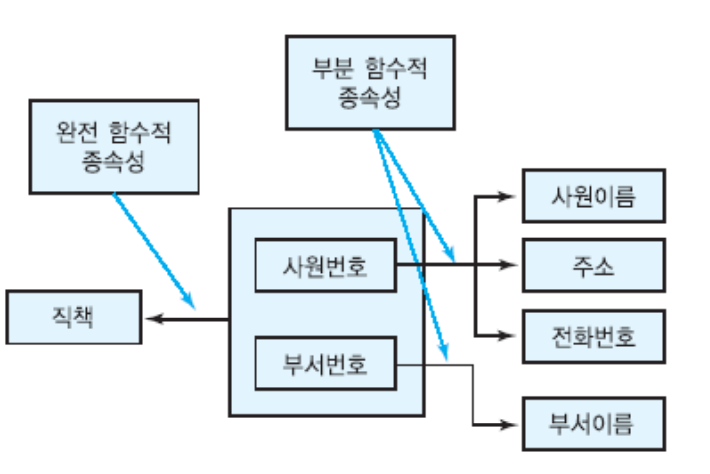 부분 함수적
종속성
완전 함수적
종속성
사원이름
사원번호
주소
직책
전화번호
부서번호
부서이름